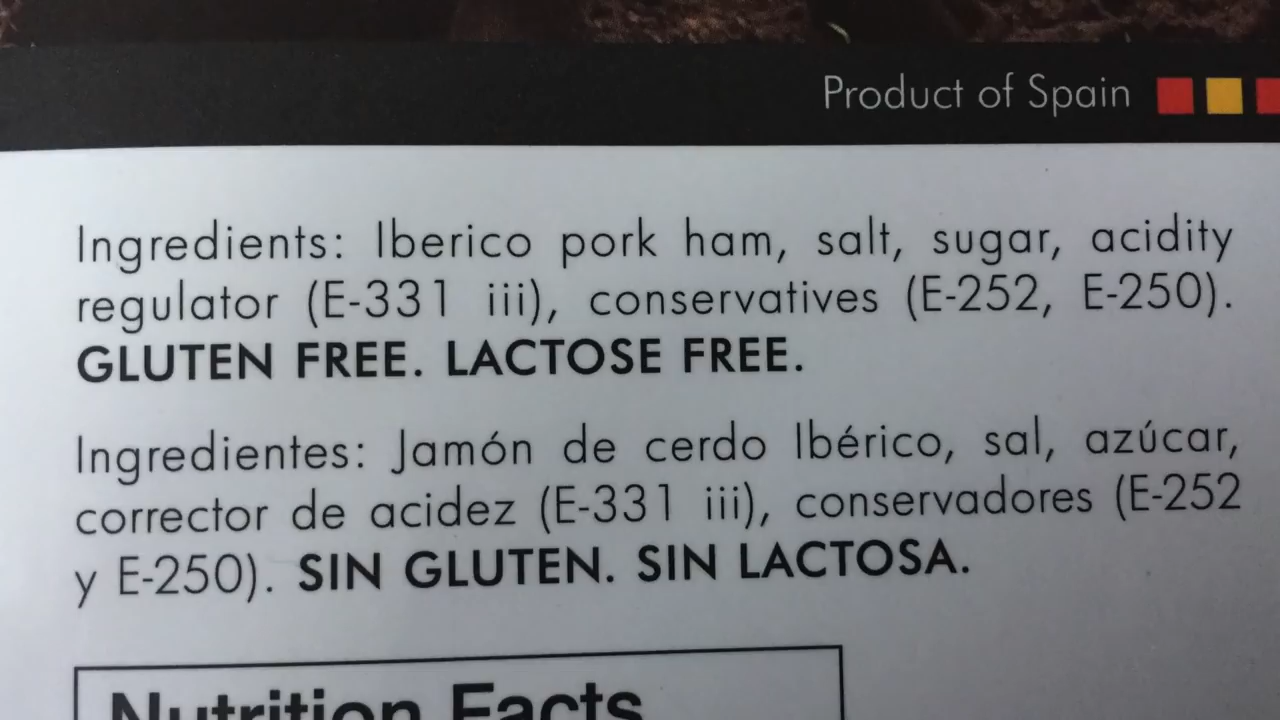 Product of Spain
Ingredients: Iberico pork ham, salt, sugar, acidity
regulator (E-331 iii), conservatives (E-252, E-250).
GLUTEN FREE. LACTOSE FREE.
Ingredientes: Jamón de cerdo Ibérico, sal, azúcar,
corrector de acidez (E-331 iii), conservadores (E-252
y E-250). SIN GLUTEN. SIN LACTOSA.
Nutrition Facts